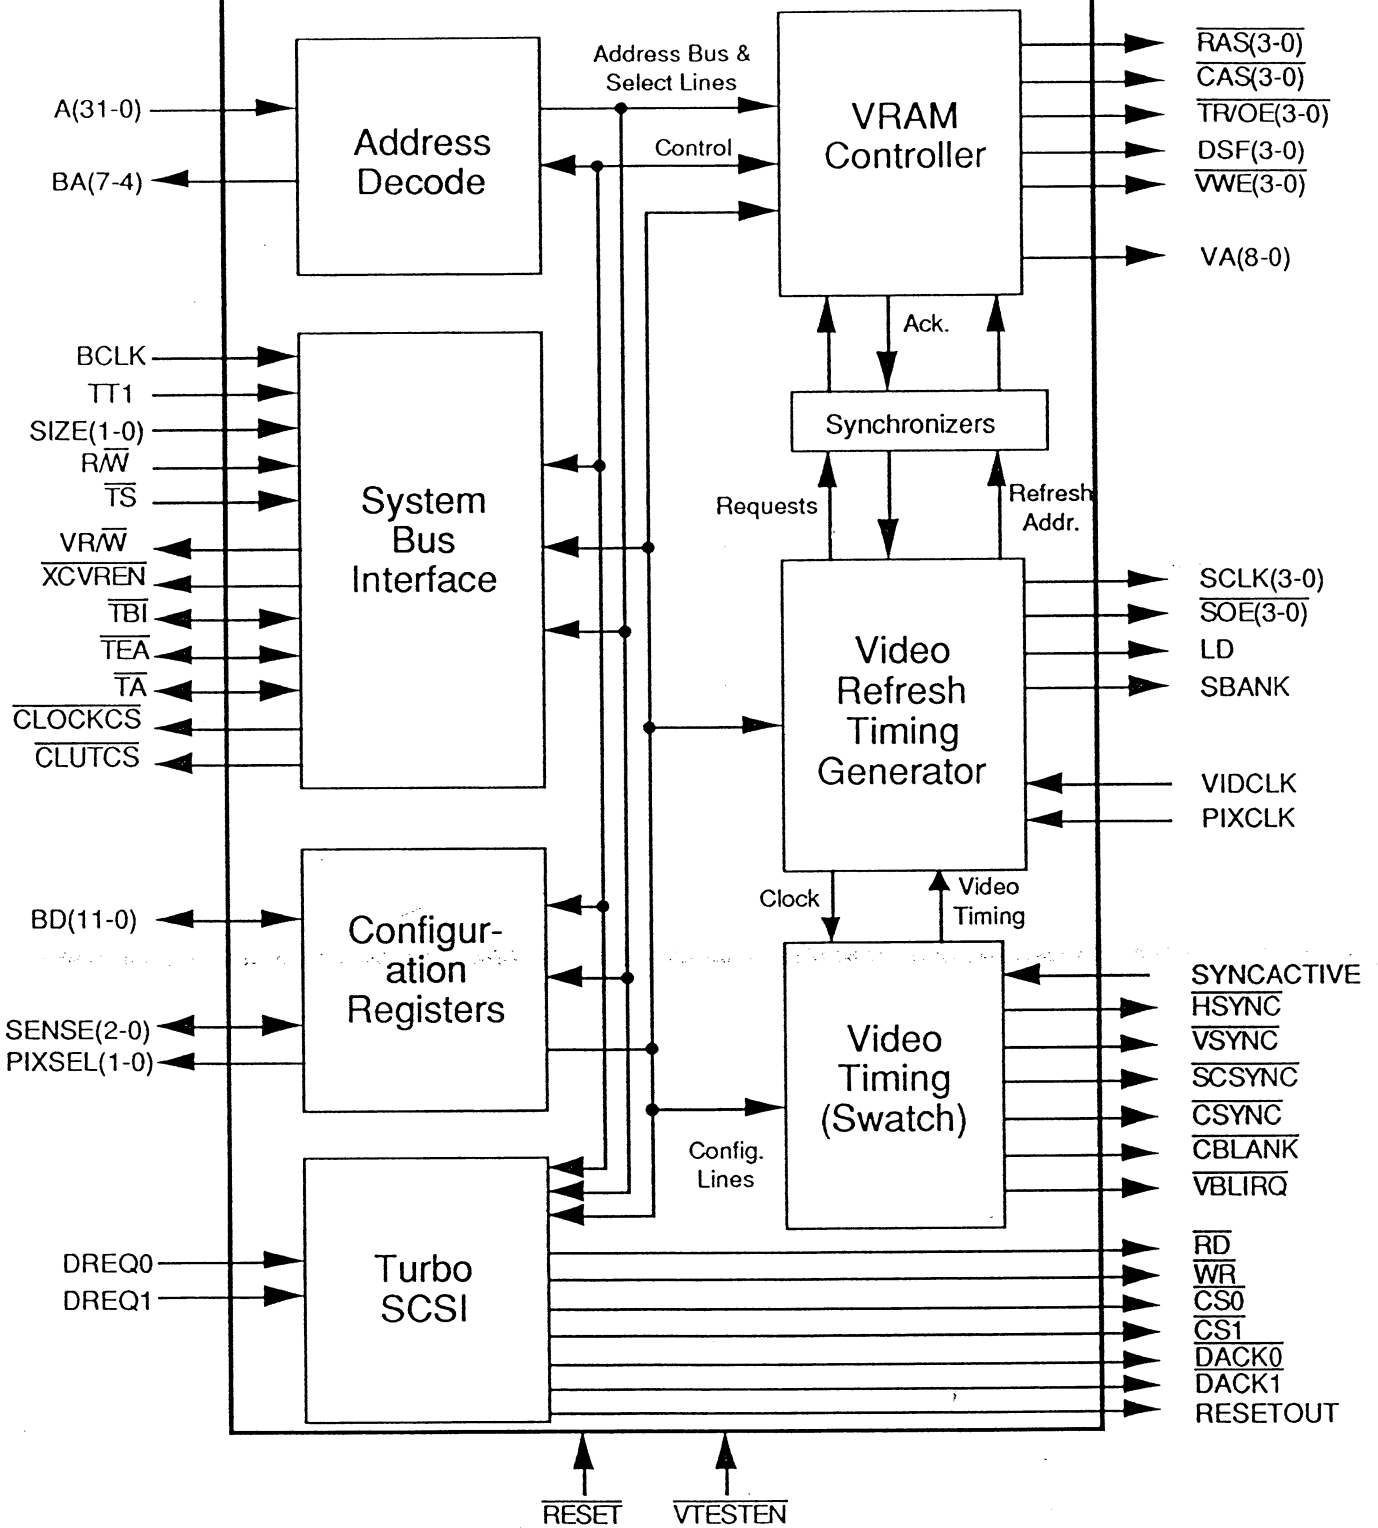 A(31-0)
BA(7-4)
Address
Decode
Address Bus &
Select Lines
Control
VRAM
Controller
RAS(3-0)
CAS(3-0)
TR/OE(3-0)
DSF(3-0)
VWE(3-0)
VA(8-0)
BCLK
TT1
SIZE(1-0)
R/W
TS
VR/W
XCVREN
TBI
TEA
TA
CLOCKCS
CLUTCS
System
Bus
Interface
Ack.
Synchronizers
Requests
Refresh
Addr.
Video
Refresh
Timing
Generator
SCLK(3-0)
SOE(3-0)
LD
SBANK
VIDCLK
PIXCLK
Clock
Video
Timing
BD(11-0)
SENSE(2-0)
PIXSEL(1-0)
Configur-
ation
Registers
Video
Timing
(Swatch)
SYNCACTIVE
HSYNC
VSYNC
SCSYNC
CSYNC
CBLANK
VBLIRQ
Config.
Lines
DREQ0
DREQ1
Turbo
SCSI
RD
WR
CS0
CS1
DACK0
DACK1
RESETOUT
RESET
VTESTEN